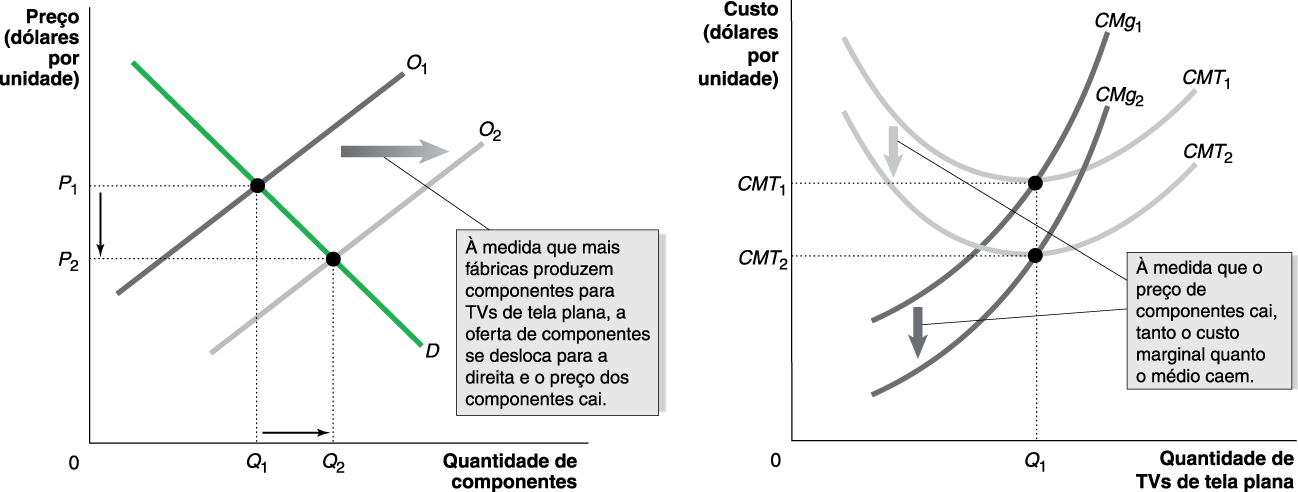 Preço
(dólares
por
unidade)
O1
O2
P1
P2
À medida que mais
fábricas produzem
componentes para
TVs de tela plana, a
oferta de componentes
se desloca para a
direita e o preço dos
componentes cai.
D
0
Q1
Q2
Quantidade de
componentes
Custo
(dólares
por
unidade)
CMg1
CMT1
CMg2
CMT2
CMT1
CMT2
À medida que o
preço de
componentes cai,
tanto o custo
marginal quanto
o médio caem.
0
Q1
Quantidade de
TVs de tela plana